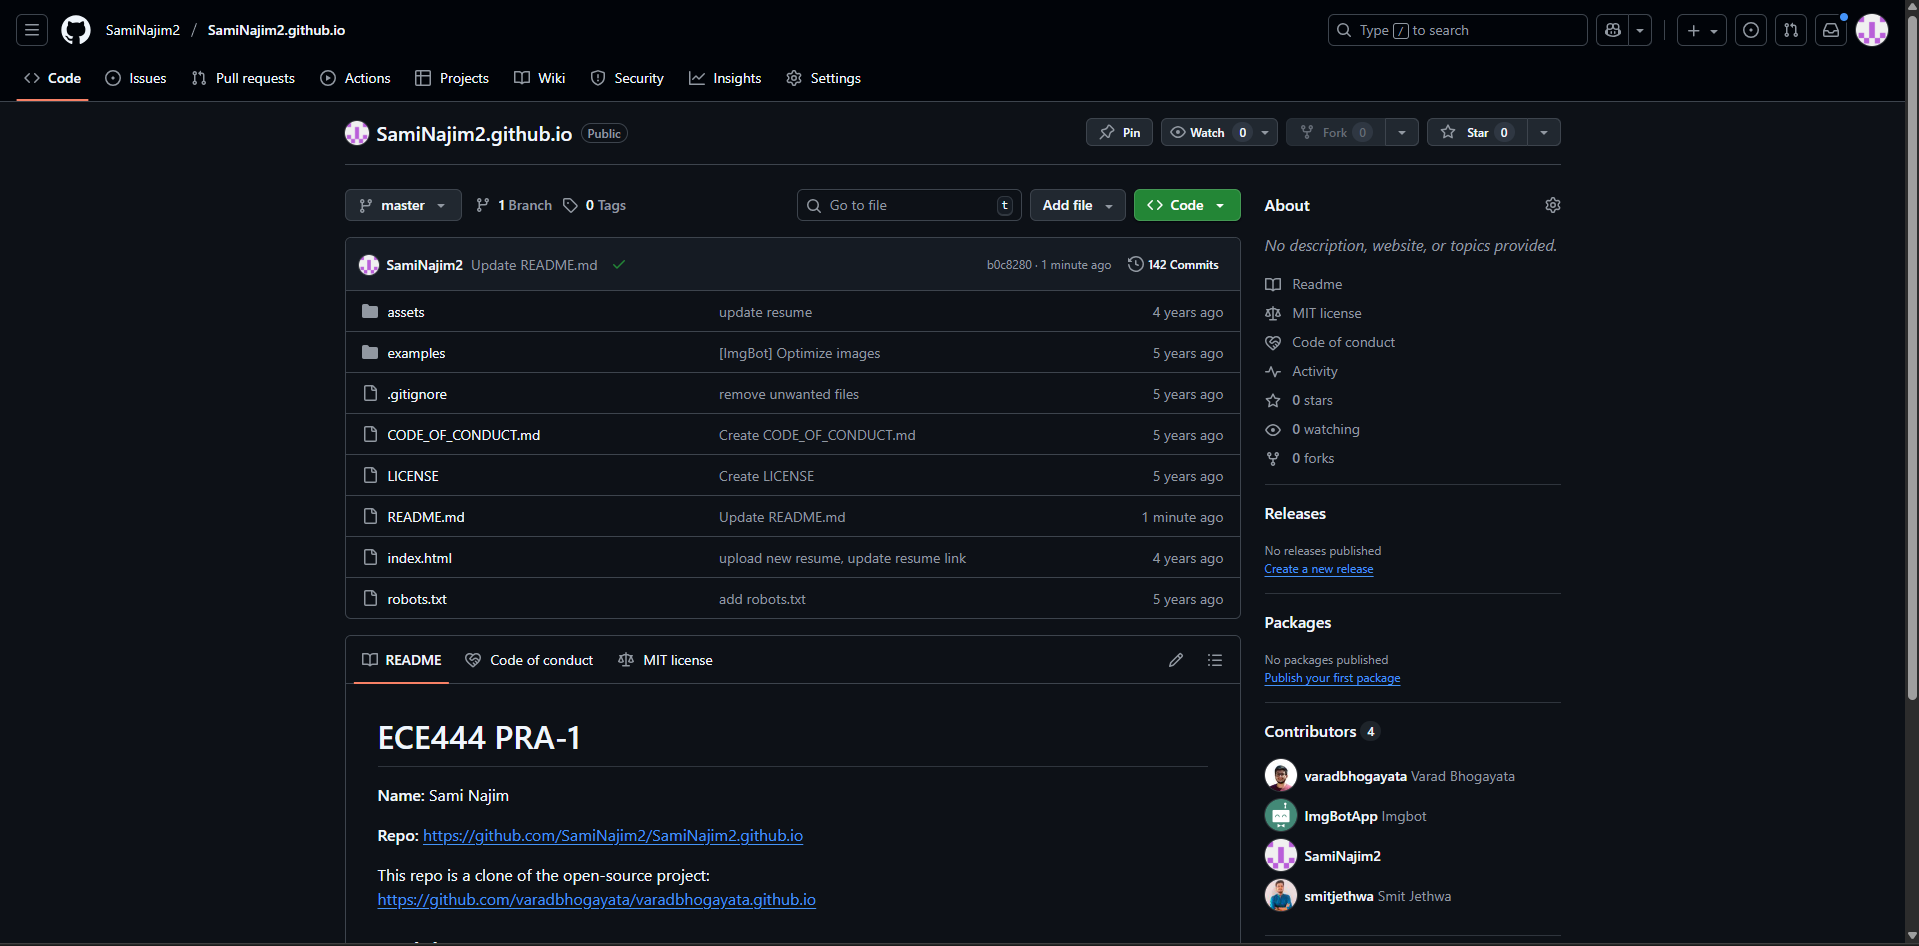 SamiNajim2 / SamiNajim2.github.io
Type / to search
Code Issues Pull requests Actions Projects Wiki Security Insights Settings
SamiNajim2.github.io Public
Pin Watch 0 Fork 0 Star 0
master 1 Branch 0 Tags Go to file t Add file Code
SamiNajim2 Update README.md b0c8280 · 1 minute ago 142 Commits
assets update resume 4 years ago
examples [ImgBot] Optimize images 5 years ago
.gitignore remove unwanted files 5 years ago
CODE_OF_CONDUCT.md Create CODE_OF_CONDUCT.md 5 years ago
LICENSE Create LICENSE 5 years ago
README.md Update README.md 1 minute ago
index.html upload new resume, update resume link 4 years ago
robots.txt add robots.txt 5 years ago
README Code of conduct MIT license
ECE444 PRA-1
Name: Sami Najim
Repo: https://github.com/SamiNajim2/SamiNajim2.github.io
This repo is a clone of the open-source project:
https://github.com/varadbhogayata/varadbhogayata.github.io
About
No description, website, or topics provided.
Readme
MIT license
Code of conduct
Activity
0 stars
0 watching
0 forks
Releases
No releases published
Create a new release
Packages
No packages published
Publish your first package
Contributors 4
varadbhogayata Varad Bhogayata
ImgBotApp Imgbot
SamiNajim2
smitjethwa Smit Jethwa